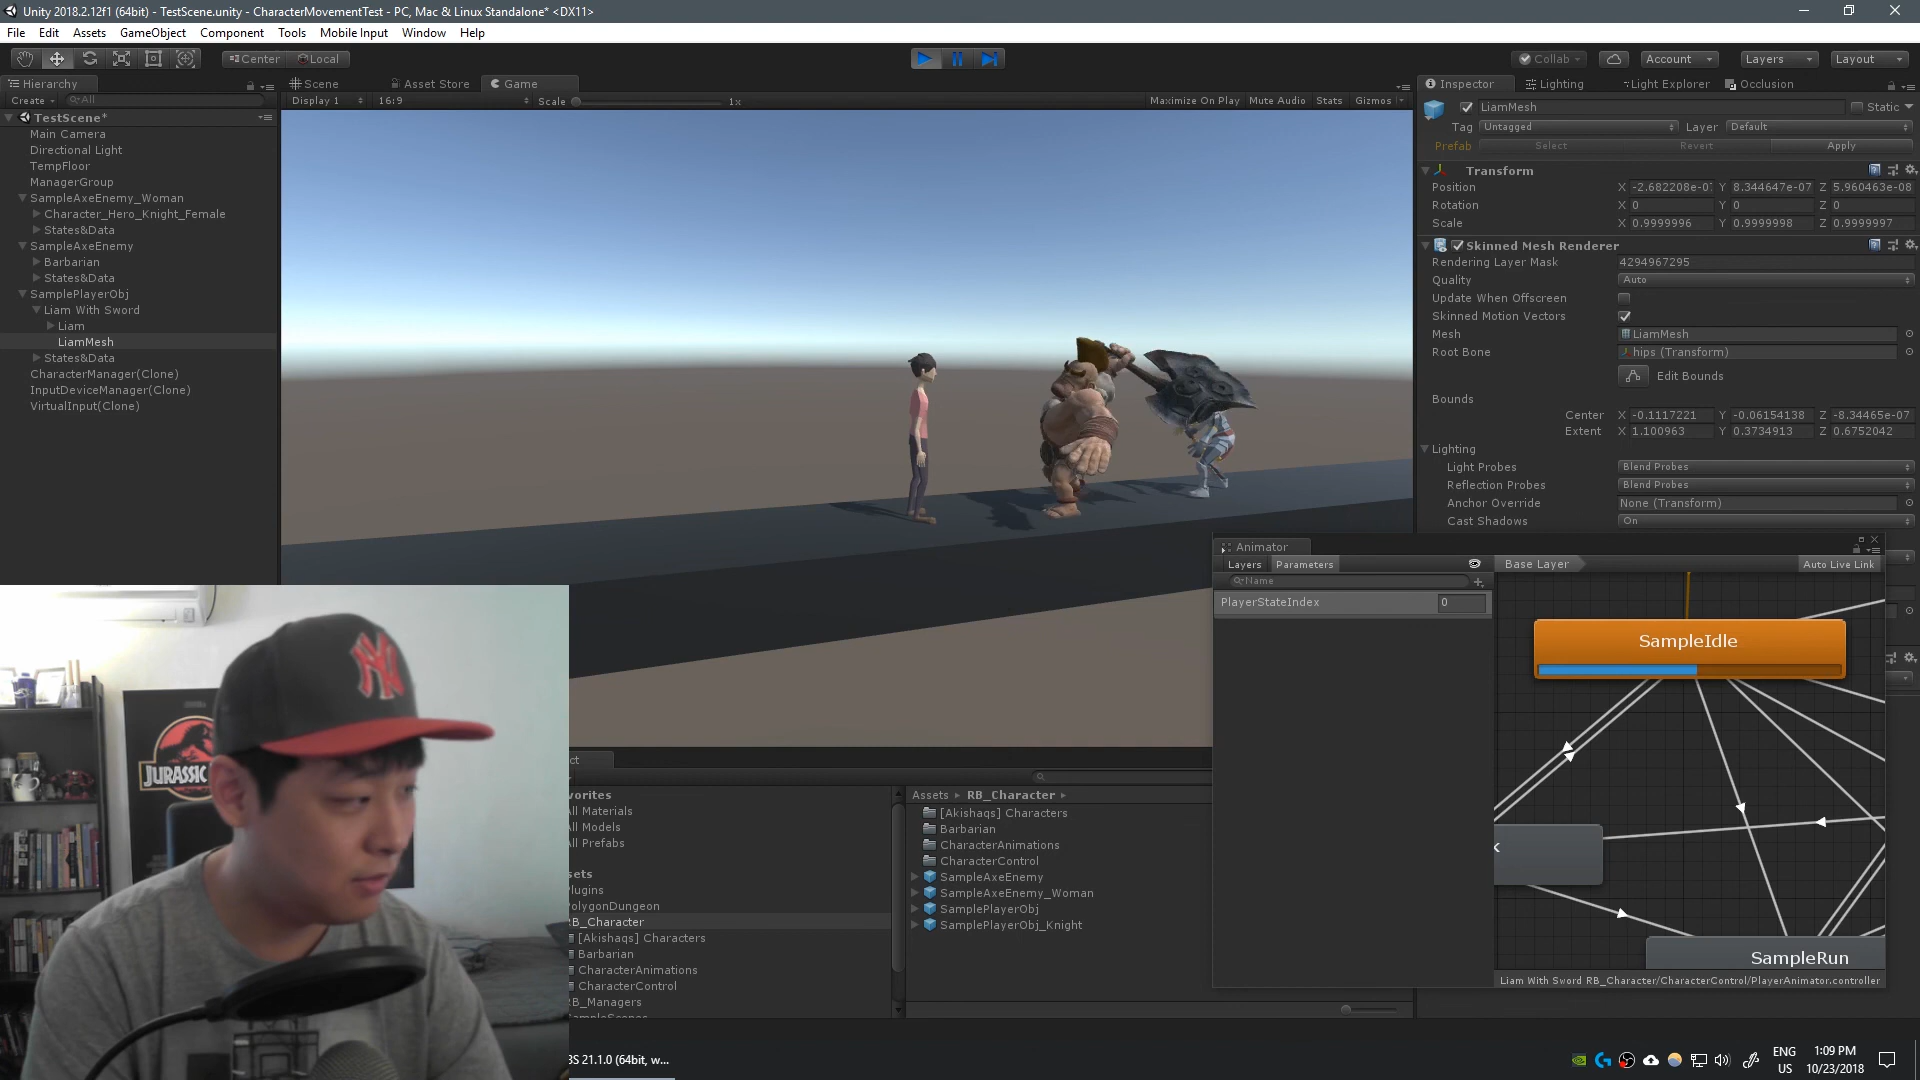 Unity 2018.2.12f1 (64bit) - TestScene.unity - CharacterMovementTest - PC, Mac & Linux Standalone* <DX11>
File Edit Assets GameObject Component Tools Mobile Input Window Help
Center Local Collab Account Layers Layout
Hierarchy Scene Asset Store Game Inspector Lighting Light Explorer Occlusion
Create All Display 1 16:9 Scale 1x Maximize On Play Mute Audio Stats Gizmos
LiamMesh Static
TestScene*
Tag Untagged Layer Default
Main Camera
Prefab Select Revert Apply
Directional Light
TempFloor
Transform
ManagerGroup
Position X -2.682208e-07 Y 8.344647e-07 Z 5.960463e-08
SampleAxeEnemy_Woman
Rotation X 0 Y 0 Z 0
Character_Hero_Knight_Female
Scale X 0.9999996 Y 0.9999998 Z 0.9999997
States&Data
SampleAxeEnemy
Skinned Mesh Renderer
Barbarian
Rendering Layer Mask 4294967295
States&Data
Quality Auto
SamplePlayerObj
Update When Offscreen
Liam With Sword
Skinned Motion Vectors
Liam
Mesh LiamMesh
LiamMesh
Root Bone hips (Transform)
States&Data
Edit Bounds
CharacterManager(Clone)
InputDeviceManager(Clone)
Bounds
VirtualInput(Clone)
Center X -0.1117221 Y -0.06154138 Z -8.34465e-07
Extent X 1.100963 Y 0.3734913 Z 0.6752042
Lighting
Light Probes Blend Probes
Reflection Probes Blend Probes
Anchor Override None (Transform)
Cast Shadows On
Animator
Layers Parameters Base Layer Auto Live Link
Name
PlayerStateIndex 0
SampleIdle
SampleRun
Liam With Sword RB_Character/CharacterControl/PlayerAnimator.controller
JURASSIC
NY
ct
vorites
All Materials
All Models
All Prefabs
sets
Plugins
PolygonDungeon
RB_Character
[Akishaqs] Characters
Barbarian
CharacterAnimations
CharacterControl
RB_Managers
Assets RB_Character
[Akishaqs] Characters
Barbarian
CharacterAnimations
CharacterControl
SampleAxeEnemy
SampleAxeEnemy_Woman
SamplePlayerObj
SamplePlayerObj_Knight
BS 21.1.0 (64bit, w...
ENG
US
1:09 PM
10/23/2018